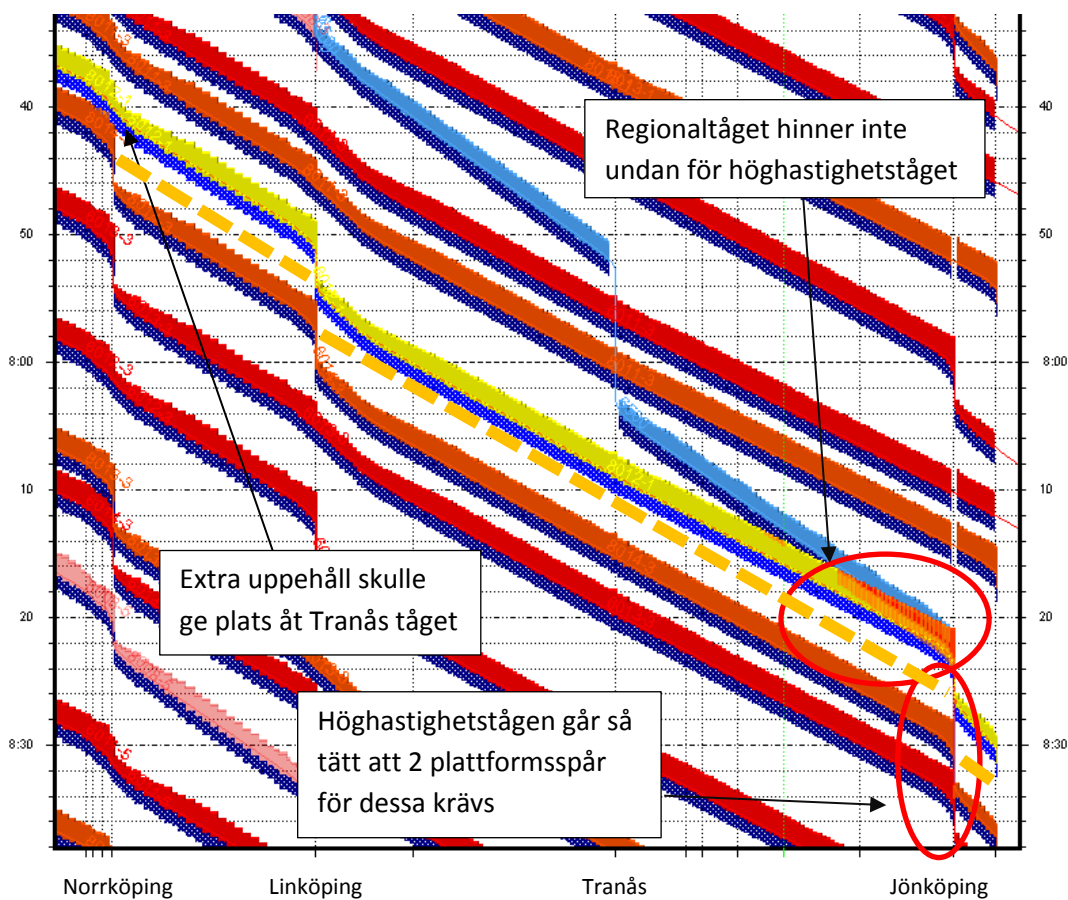 40
40
Regionaltåget hinner inte
undan för höghastighetståget
50
50
8:00
8:00
10
10
Extra uppehåll skulle
ge plats åt Tranås tåget
20
20
Höghastighetstågen går så
tätt att 2 plattformsspår
för dessa krävs
8:30
8:30
Norrköping Linköping Tranås Jönköping